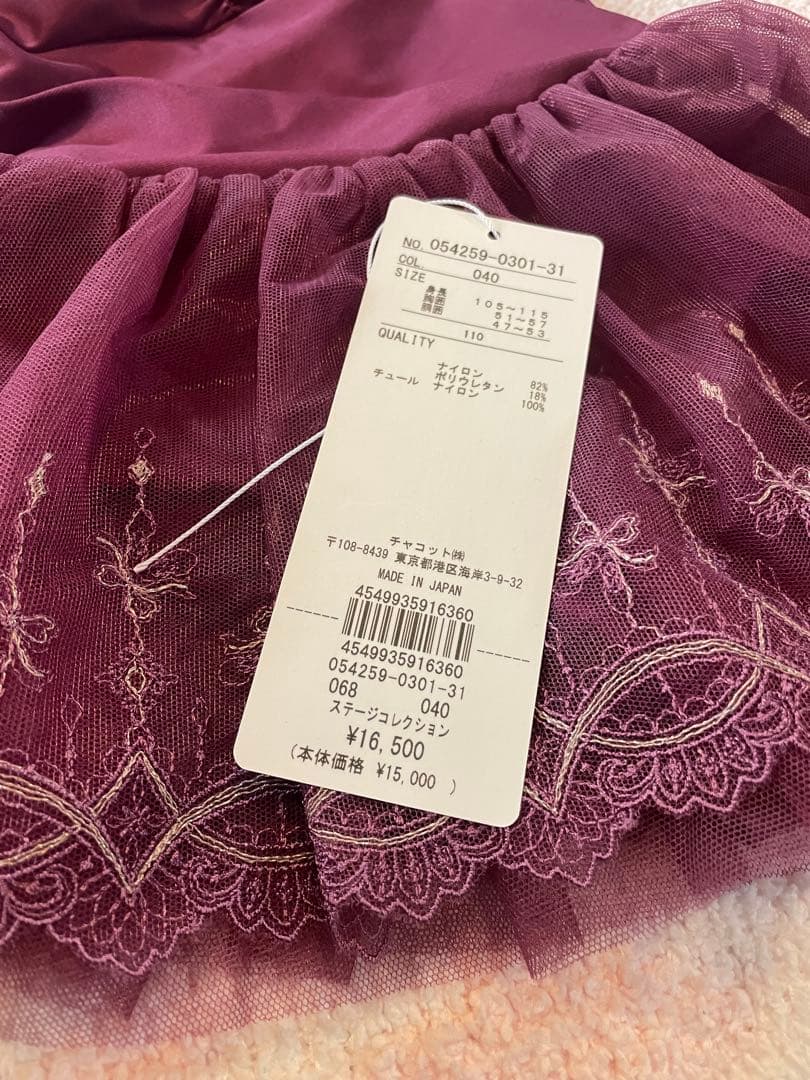 NO. 054259-0301-31
COL. 040
SIZE
身長 105～115
胸囲 51～57
胴囲 47～53
110
QUALITY
ナイロン 82%
ポリウレタン 18%
チュール ナイロン 100%
チャコット㈱
〒108-8439 東京都港区海岸3-9-32
MADE IN JAPAN
4549935916360
4549935916360
054259-0301-31
068 040
ステージコレクション
¥16,500
(本体価格 ¥15,000 )